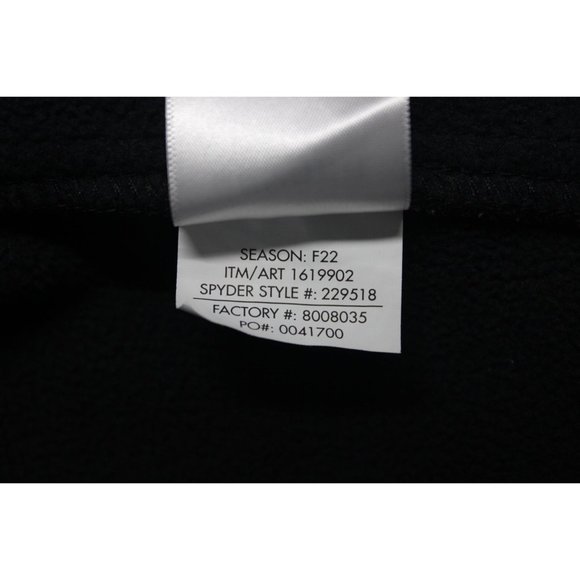 SEASON: F22
ITM/ART 1619902
SPYDER STYLE #: 229518
FACTORY #: 8008035
PO#: 0041700